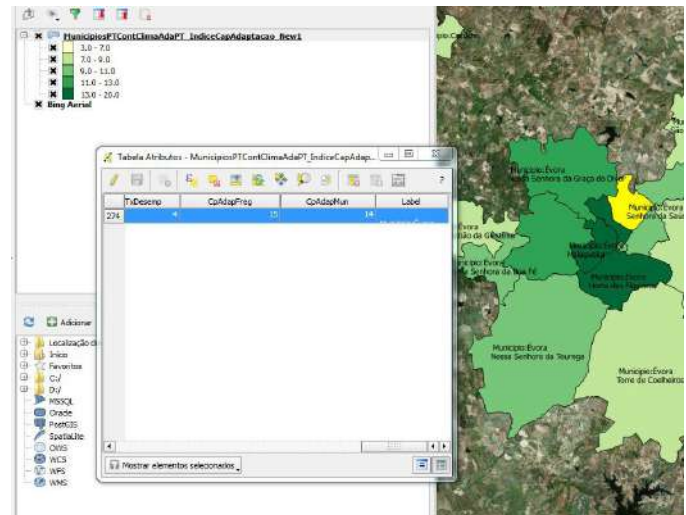 MunicipiosPTContClimaAdaPT_IndiceCapAdaptacao_New1
3.0 - 7.0
7.0 - 9.0
9.0 - 11.0
11.0 - 13.0
13.0 - 20.0
Bing Aerial
Tabela Atributos - MunicipiosPTContClimaAdaPT_IndiceCapAdap...
?
TxDesemp CpAdapFreg CpAdapMun Label
274 4 15 14
Mostrar elementos selecionados
Adicionar
Localização do
Início
Favoritos
C:/
D:/
MSSQL
Oracle
PostGIS
SpatiaLite
OWS
WCS
WFS
WMS
Município:Évora
Nossa Senhora da Graça do Divor
Município:Évora
Senhora da Saú
Évora
Senhora da Boa Fé
Município:Évora
Malagueira
Município:Évora
Horta das Figueiras
Município:Évora
Nossa Senhora da Tourega
Município:Évora
Torre de Coelheiros